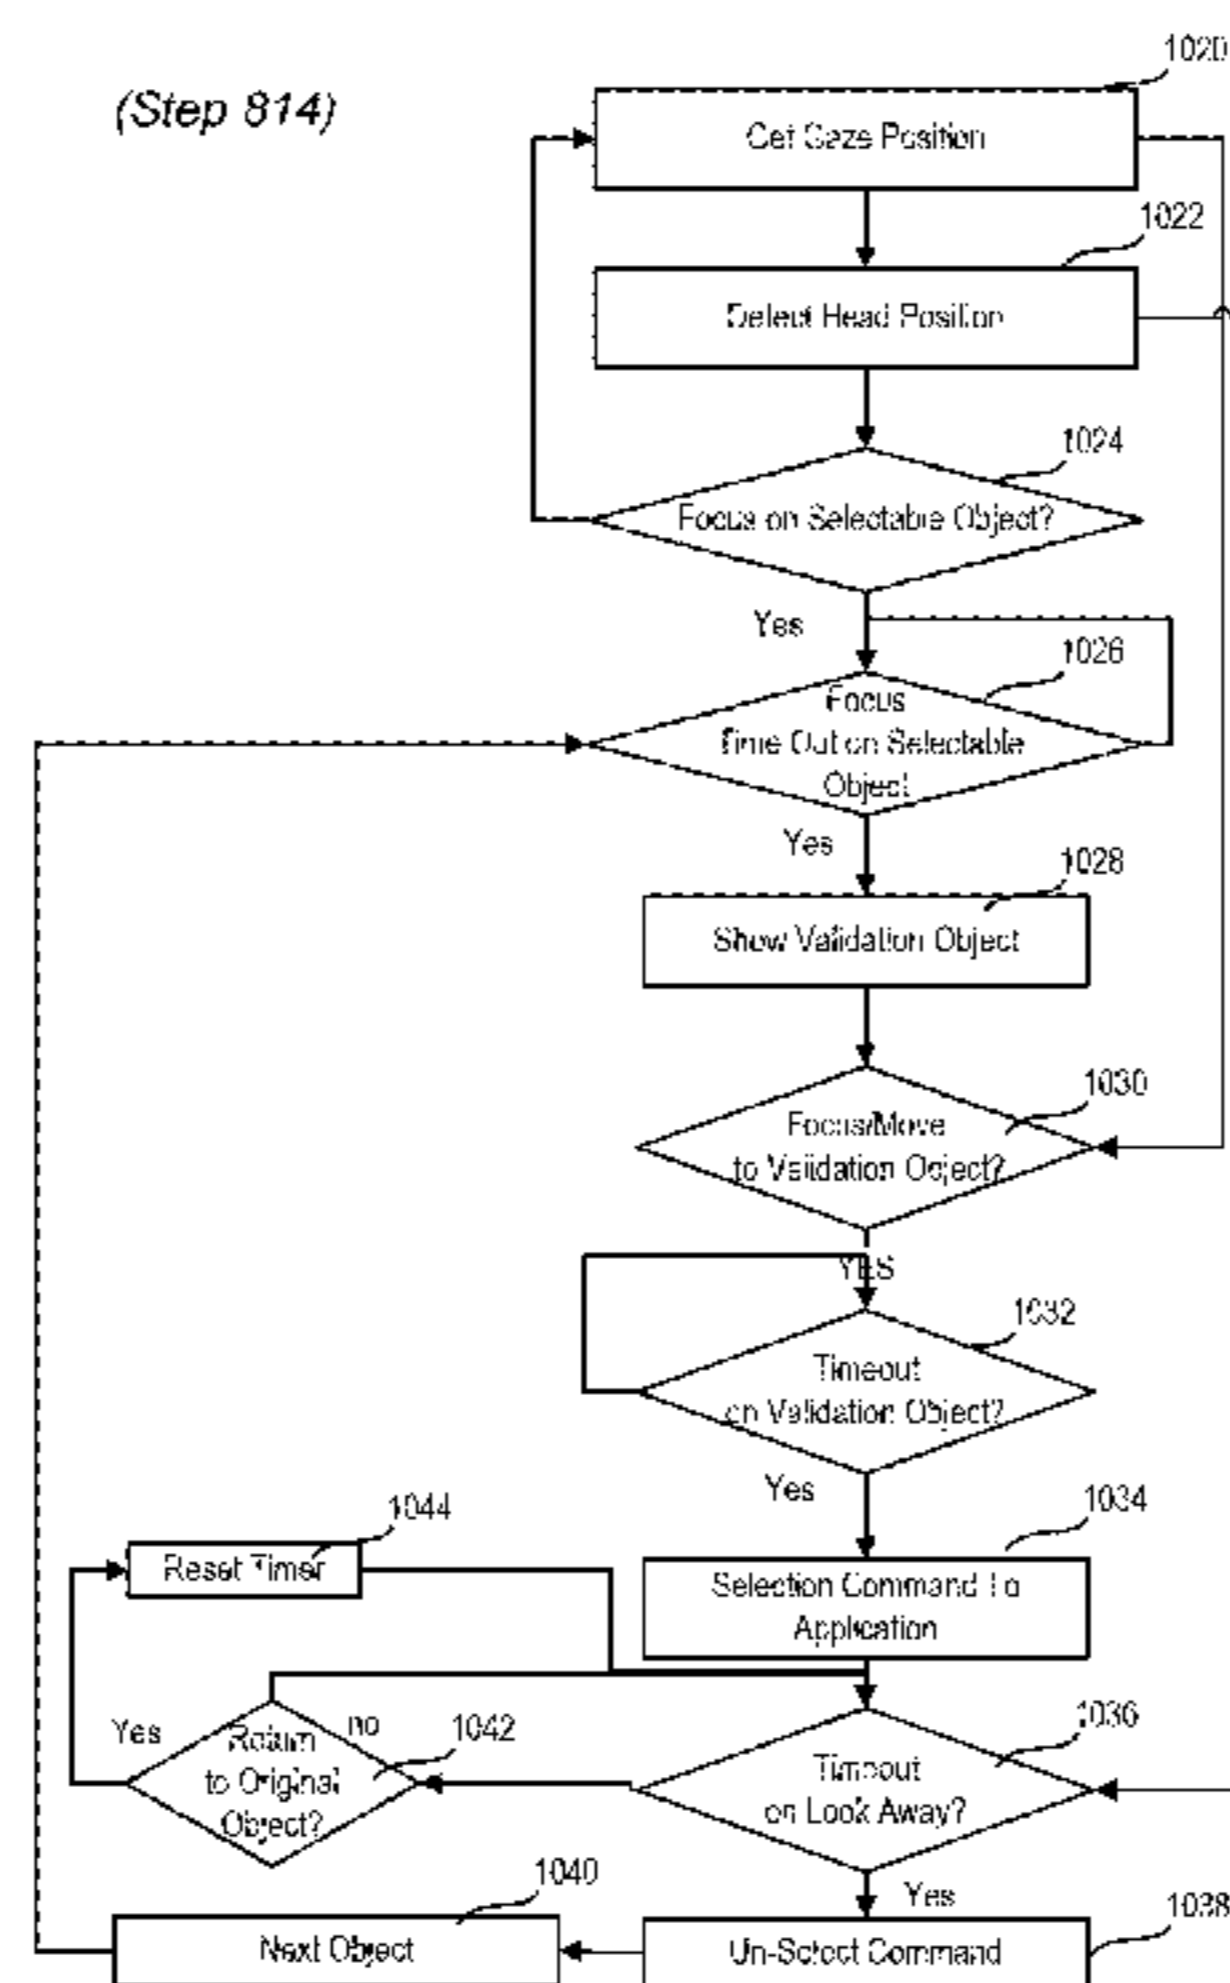 (Step 814)
1020
Get Gaze Position
1022
Detect Head Position
1024
Focus on Selectable Object?
Yes
1026
Focus
Time Out on Selectable
Object
Yes
1028
Show Validation Object
1030
Focus/Move
to Validation Object?
YES
1032
Timeout
on Validation Object?
Yes
1034
Selection Command To
Application
1044
Reset Timer
Yes
no
1042
Return
to Original
Object?
1036
Timeout
on Look Away?
Yes
1040
Next Object
1038
Un-Select Command